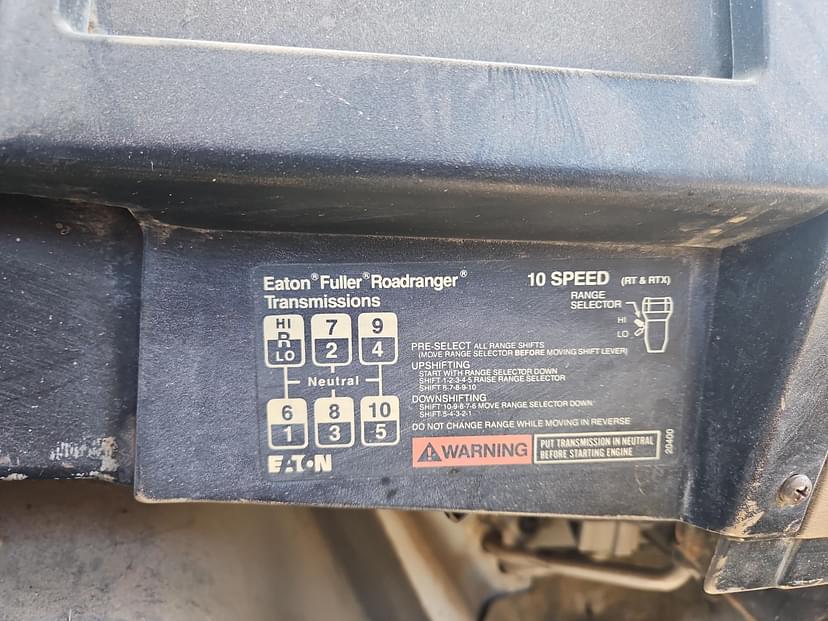 Eaton® Fuller® Roadranger®
Transmissions
10 SPEED (RT & RTX)
RANGE
SELECTOR
HI
LO
HI 7 9
R
LO 2 4
Neutral
6 8 10
1 3 5
EATON
PRE-SELECT ALL RANGE SHIFTS
(MOVE RANGE SELECTOR BEFORE MOVING SHIFT LEVER)
UPSHIFTING
START WITH RANGE SELECTOR DOWN
SHIFT 1-2-3-4-5 RAISE RANGE SELECTOR
SHIFT 6-7-8-9-10
DOWNSHIFTING
SHIFT 10-9-8-7-6 MOVE RANGE SELECTOR DOWN
SHIFT 5-4-3-2-1
DO NOT CHANGE RANGE WHILE MOVING IN REVERSE
WARNING
PUT TRANSMISSION IN NEUTRAL
BEFORE STARTING ENGINE
20400